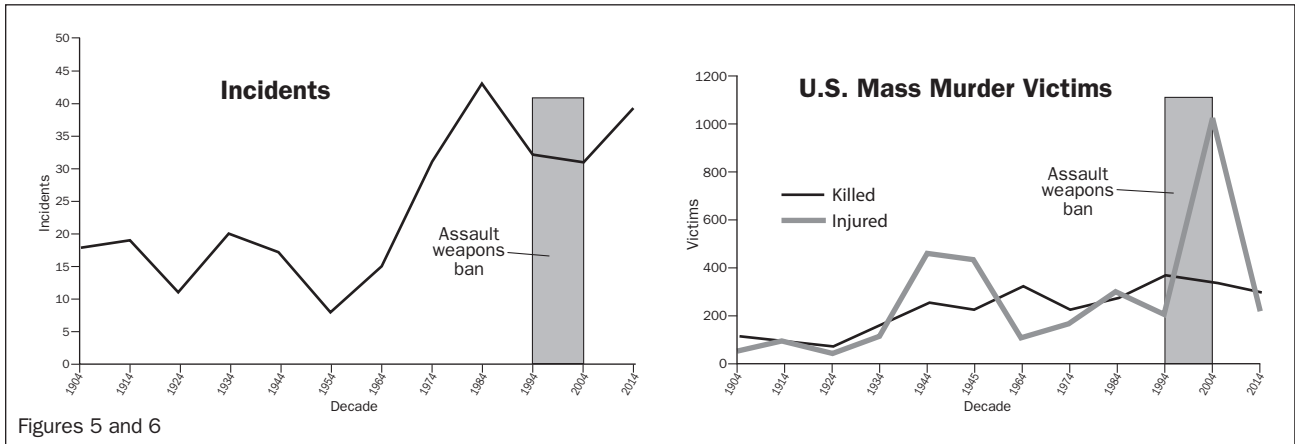 Incidents
50
45
40
35
30
25
20
15
10
5
0
Incidents
Assault
weapons
ban
1904
1914
1924
1934
1944
1954
1964
1974
1984
1994
2004
2014
Decade
U.S. Mass Murder Victims
1200
1000
800
600
400
200
0
Victims
Killed
Injured
Assault
weapons
ban
1904
1914
1924
1934
1944
1945
1964
1974
1984
1994
2004
2014
Decade
Figures 5 and 6